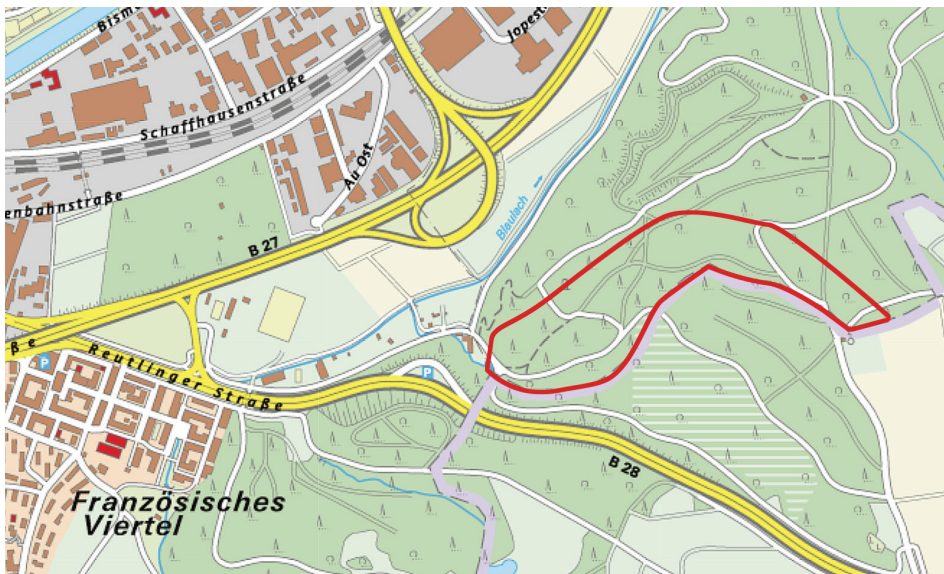 Bism
Jopest
Schaffhausenstraße
Au Ost
enbahnstraße
Blaulach
B 27
ße
P
Reutlinger Straße
P
B 28
Französisches
Viertel